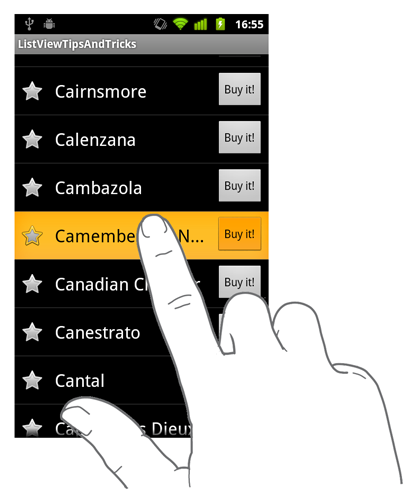 16:55
ListViewTipsAndTricks
Cairnsmore Buy it!
Calenzana Buy it!
Cambazola Buy it!
N... Buy it!
Canadian Buy it!
Canestrato
Cantal
Dieux